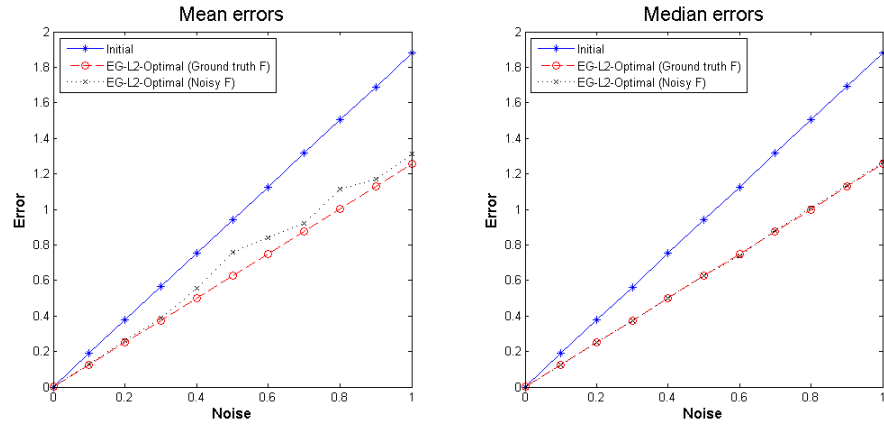 Mean errors
2
1.8
1.6
1.4
1.2
1
0.8
0.6
0.4
0.2
0
Error
Initial
EG-L2-Optimal (Ground truth F)
EG-L2-Optimal (Noisy F)
0 0.2 0.4 0.6 0.8 1
Noise
Median errors
2
1.8
1.6
1.4
1.2
1
0.8
0.6
0.4
0.2
0
Error
Initial
EG-L2-Optimal (Ground truth F)
EG-L2-Optimal (Noisy F)
0 0.2 0.4 0.6 0.8 1
Noise